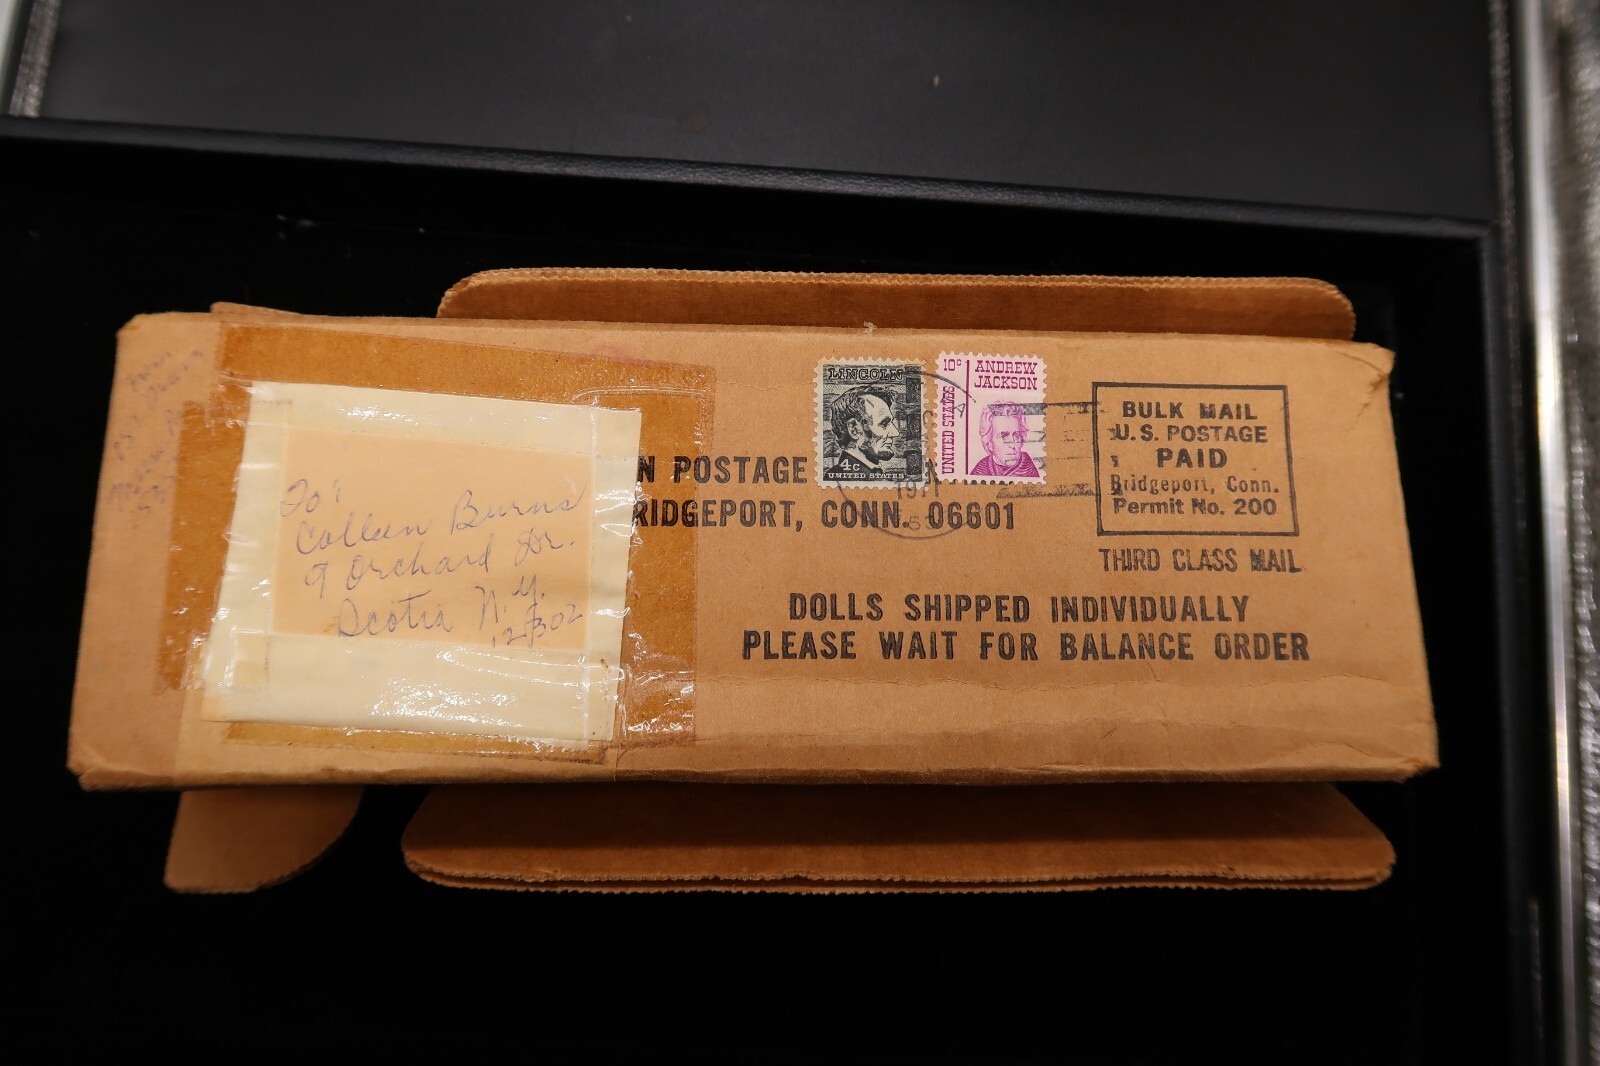 To:
Colleen Burns
9 Orchard Dr.
Scotia N.Y.
12302
N POSTAGE
RIDGEPORT, CONN. 06601
LINCOLN
4c
UNITED STATES
10c
ANDREW
JACKSON
UNITED STATES
BULK MAIL
U.S. POSTAGE
PAID
Bridgeport, Conn.
Permit No. 200
THIRD CLASS MAIL
DOLLS SHIPPED INDIVIDUALLY
PLEASE WAIT FOR BALANCE ORDER